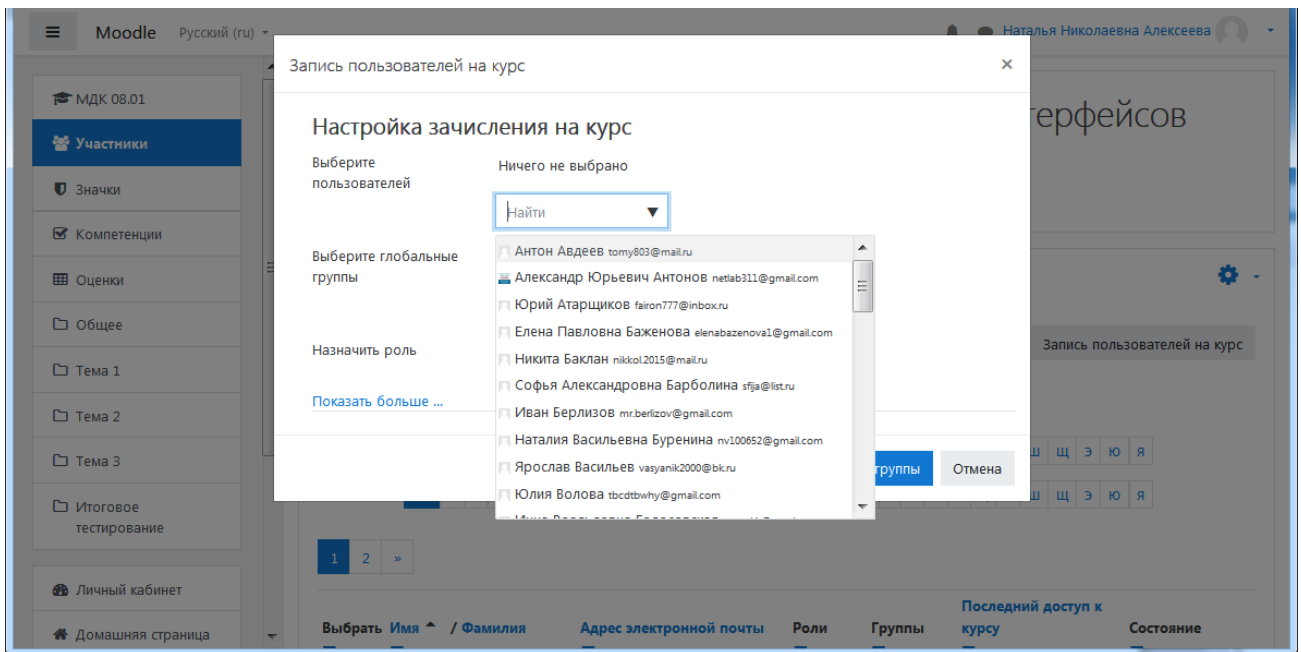 Moodle Русский (ru)
Наталья Николаевна Алексеева
МДК 08.01
Участники
Значки
Компетенции
Оценки
Общее
Тема 1
Тема 2
Тема 3
Итоговое
тестирование
Личный кабинет
Домашняя страница
Запись пользователей на курс
×
Настройка зачисления на курс
Выберите
пользователей
Ничего не выбрано
Найти
Выберите глобальные
группы
Антон Авдеев tomy803@mail.ru
Александр Юрьевич Антонов netlab311@gmail.com
Юрий Атарщиков fairon777@inbox.ru
Елена Павловна Баженова elenabazenova1@gmail.com
Никита Баклан nikkol.2015@mail.ru
Софья Александровна Барболина sfija@list.ru
Иван Берлизов mr.berlizov@gmail.com
Наталия Васильевна Буренина nv100652@gmail.com
Ярослав Васильев vasyanik2000@bk.ru
Юлия Волова tbcdtbwhy@gmail.com
Назначить роль
Показать больше ...
группы
Отмена
терфейсов
Запись пользователей на курс
Ш Щ Э Ю Я
Ш Щ Э Ю Я
1 2 »
Выбрать Имя / Фамилия Адрес электронной почты Роли Группы Последний доступ к
курсу Состояние